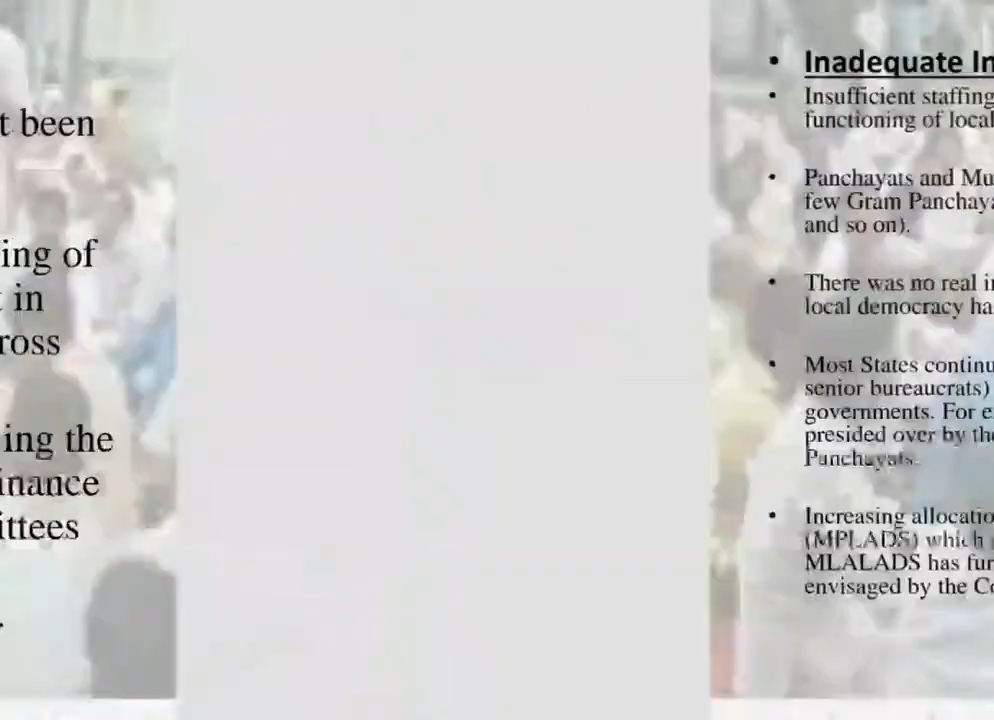 t been
ing of
t in
ross
ing the
inance
ittees
.
• Inadequate In
• Insufficient staffing
functioning of local
• Panchayats and Mu
few Gram Panchaya
and so on).
• There was no real in
local democracy ha
• Most States continu
senior bureaucrats)
governments. For e
presided over by the
Panchayats.
• Increasing allocatio
(MPLADS) which
MLALADS has fur
envisaged by the Co